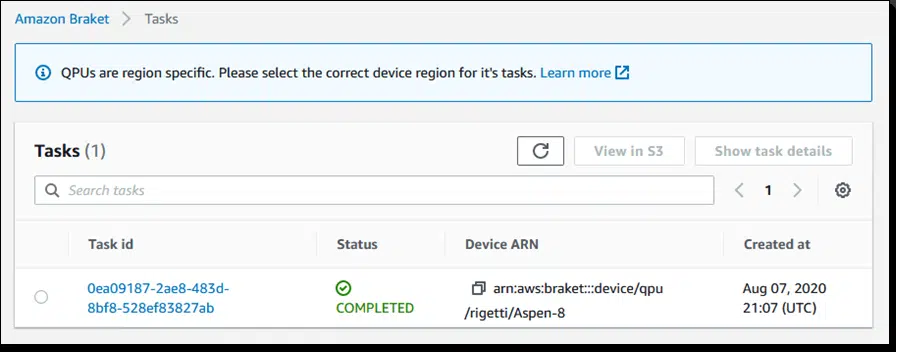 Amazon Braket > Tasks
QPUs are region specific. Please select the correct device region for it's tasks. Learn more
Tasks (1)
View in S3
Show task details
Search tasks
1
Task id
Status
Device ARN
Created at
0ea09187-2ae8-483d-
8bf8-528ef83827ab
COMPLETED
arn:aws:braket:::device/qpu
/rigetti/Aspen-8
Aug 07, 2020
21:07 (UTC)